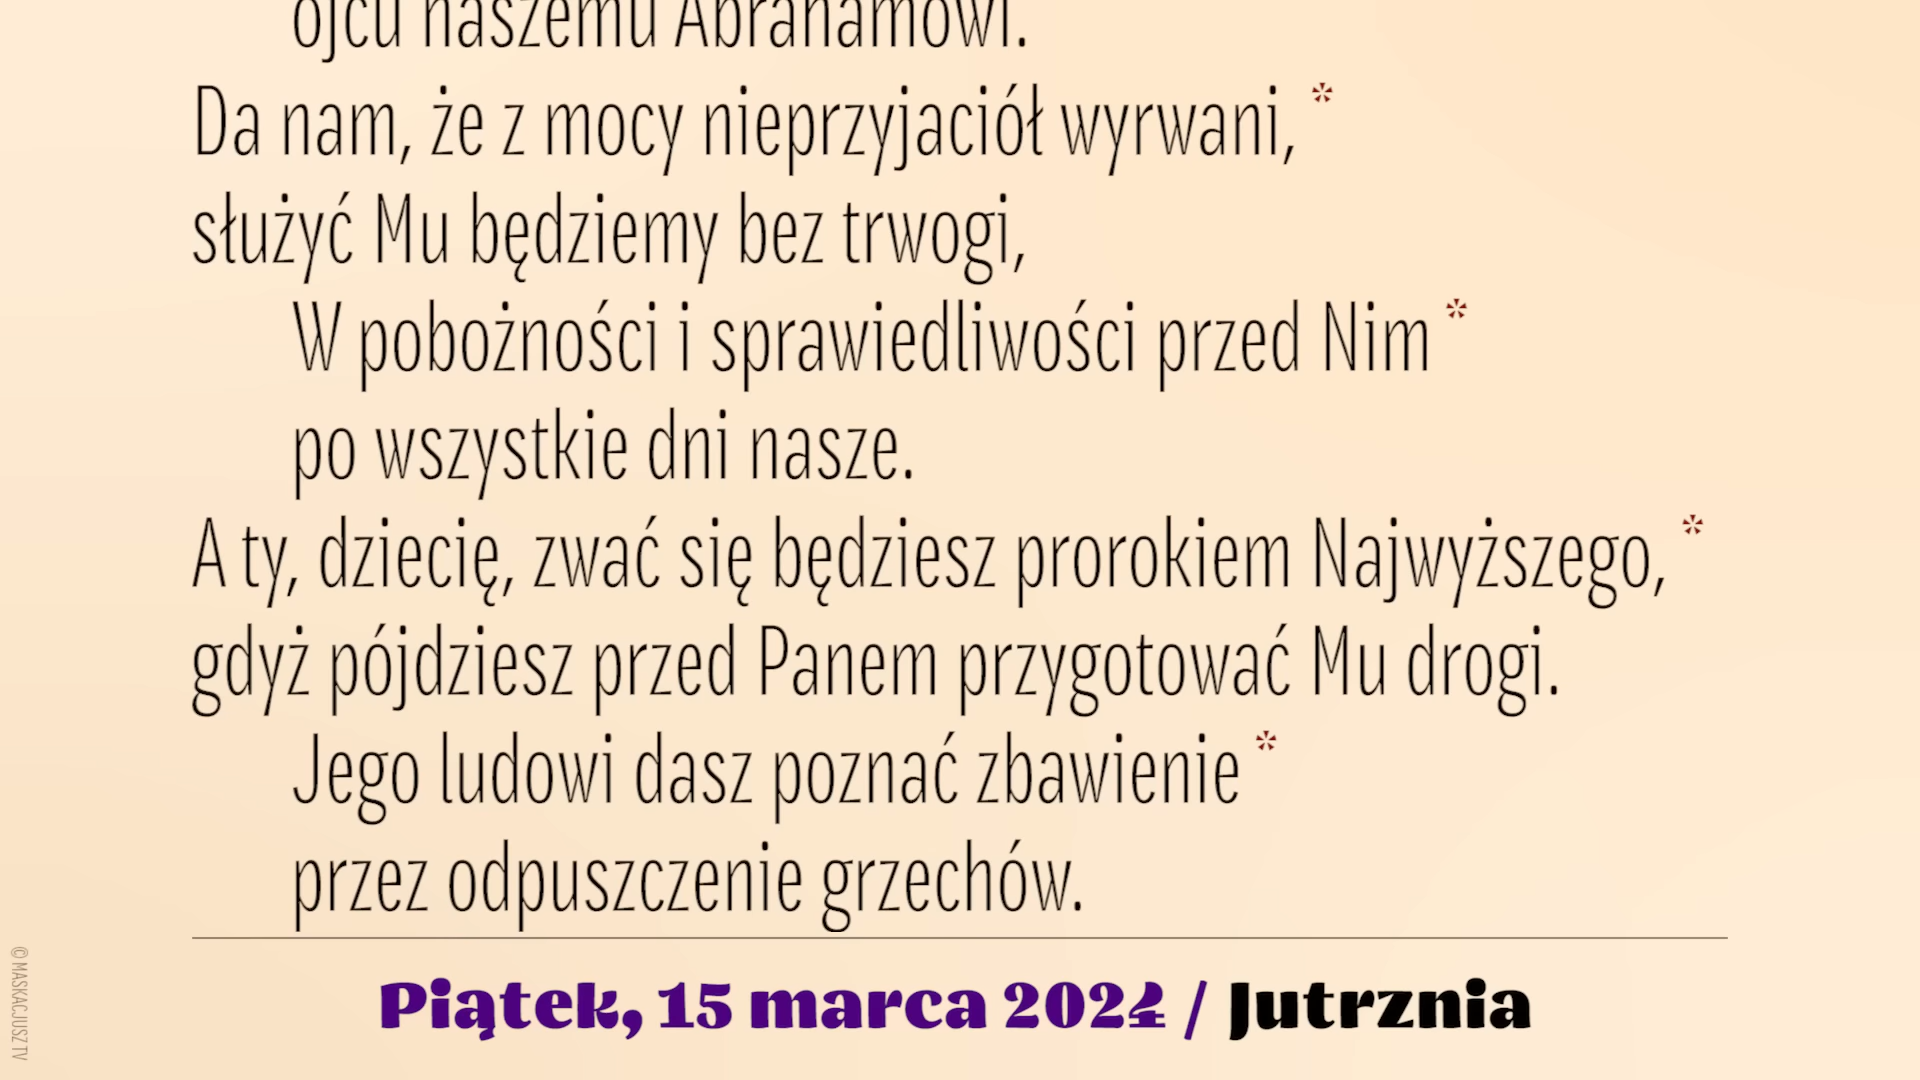 ojcu naszemu Abrahamowi.
Da nam, że z mocy nieprzyjaciół wyrwani, *
służyć Mu będziemy bez trwogi,
W pobożności i sprawiedliwości przed Nim *
po wszystkie dni nasze.
A ty, dziecię, zwać się będziesz prorokiem Najwyższego, *
gdyż pójdziesz przed Panem przygotować Mu drogi.
Jego ludowi dasz poznać zbawienie *
przez odpuszczenie grzechów.
Piątek, 15 marca 2024 / Jutrznia
© MASKACJUSZ TV